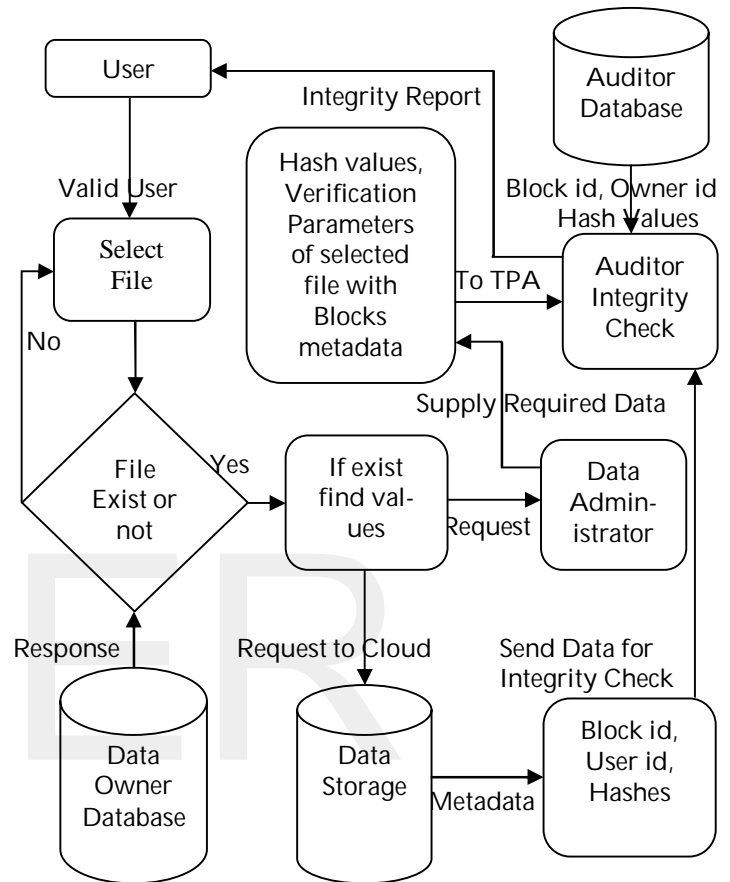 User
Auditor
Database
Integrity Report
Valid User
Hash values,
Verification
Parameters
of selected
file with
Blocks
metadata
Block id, Owner id
Hash Values
Select
File
To TPA
Auditor
Integrity
Check
No
Supply Required Data
File
Exist or
not
Yes
If exist
find val-
ues
Request
Data
Admin-
istrator
Response
Request to Cloud
Send Data for
Integrity Check
Data
Owner
Database
Data
Storage
Metadata
Block id,
User id,
Hashes
ER